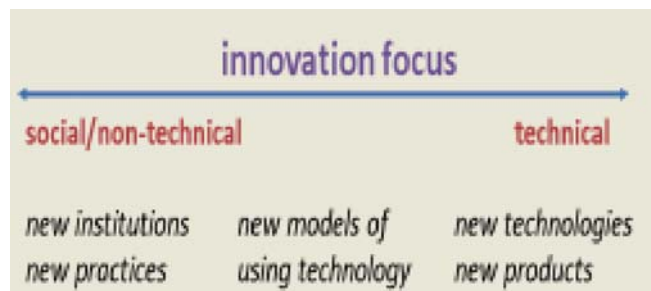 innovation focus
social/non-technical technical
new institutions new models of new technologies
new practices using technology new products